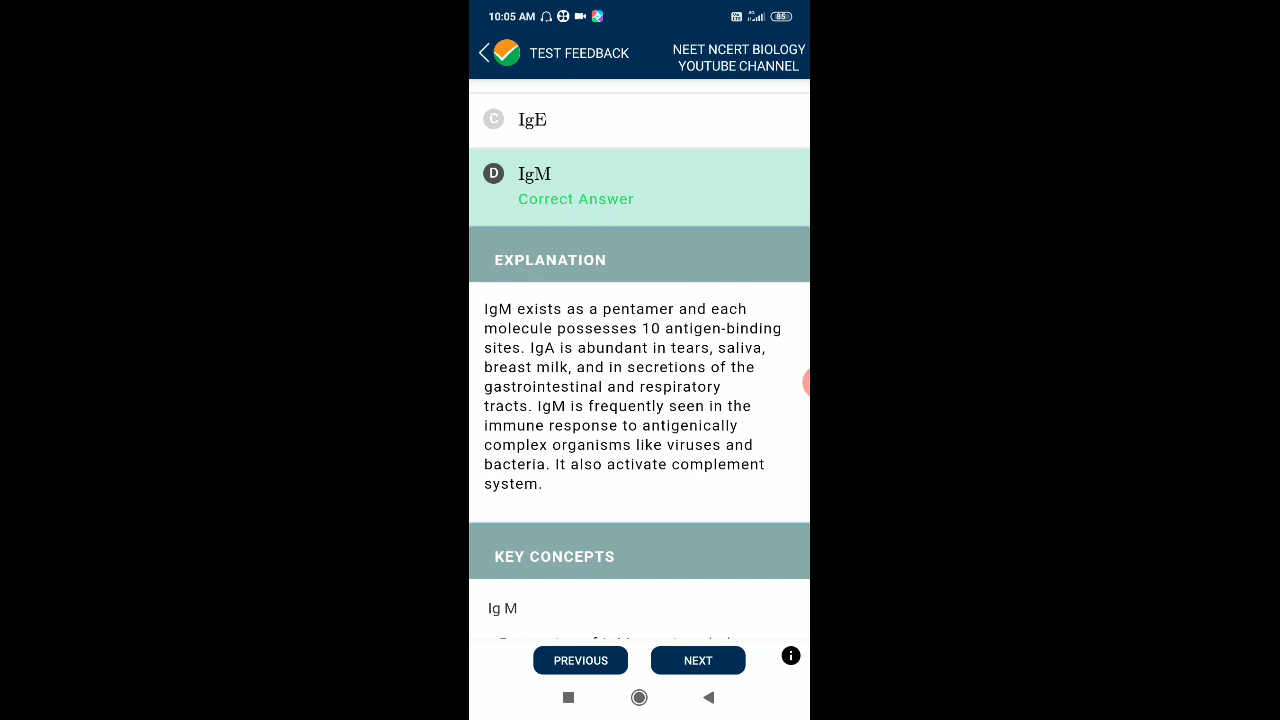 10:05 AM
4G
85
TEST FEEDBACK
NEET NCERT BIOLOGY
YOUTUBE CHANNEL
C IgE
D IgM
Correct Answer
EXPLANATION
IgM exists as a pentamer and each
molecule possesses 10 antigen-binding
sites. IgA is abundant in tears, saliva,
breast milk, and in secretions of the
gastrointestinal and respiratory
tracts. IgM is frequently seen in the
immune response to antigenically
complex organisms like viruses and
bacteria. It also activate complement
system.
KEY CONCEPTS
Ig M
PREVIOUS
NEXT